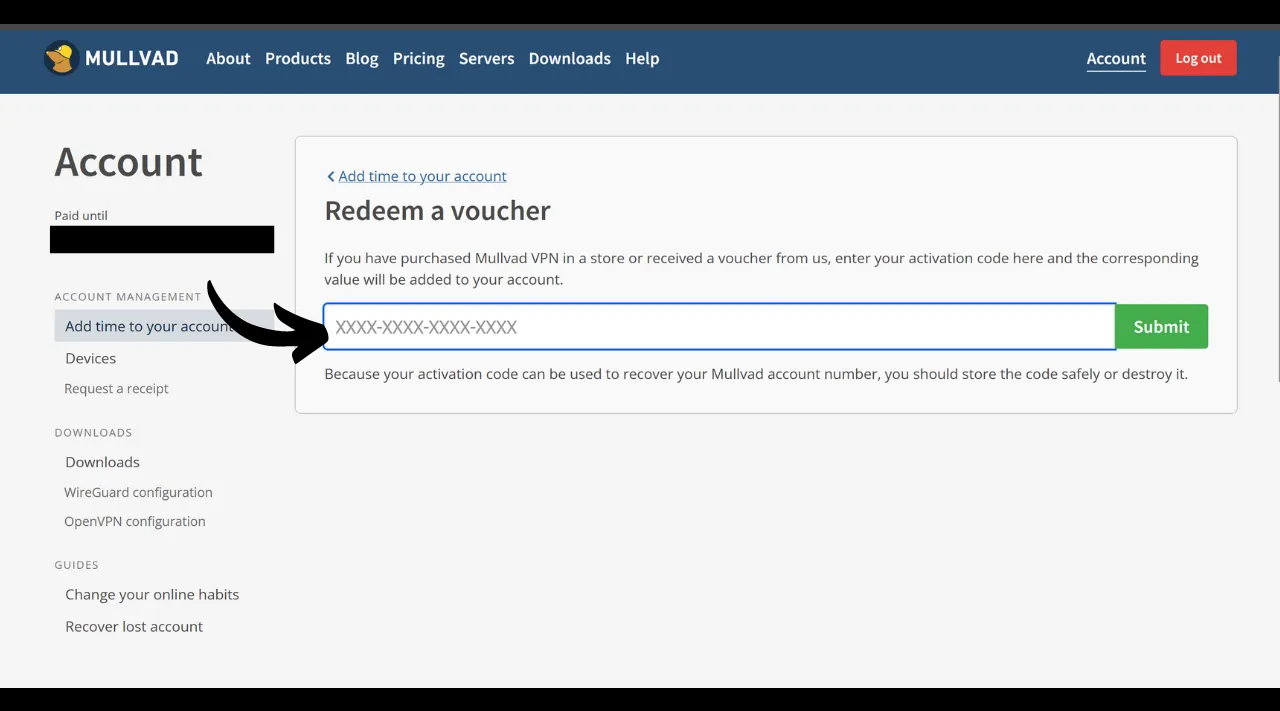 MULLVAD About Products Blog Pricing Servers Downloads Help Account Log out
Account
Paid until
ACCOUNT MANAGEMENT
Add time to your account
Devices
Request a receipt
DOWNLOADS
Downloads
WireGuard configuration
OpenVPN configuration
GUIDES
Change your online habits
Recover lost account
Add time to your account
Redeem a voucher
If you have purchased Mullvad VPN in a store or received a voucher from us, enter your activation code here and the corresponding
value will be added to your account.
XXXX-XXXX-XXXX-XXXX
Submit
Because your activation code can be used to recover your Mullvad account number, you should store the code safely or destroy it.